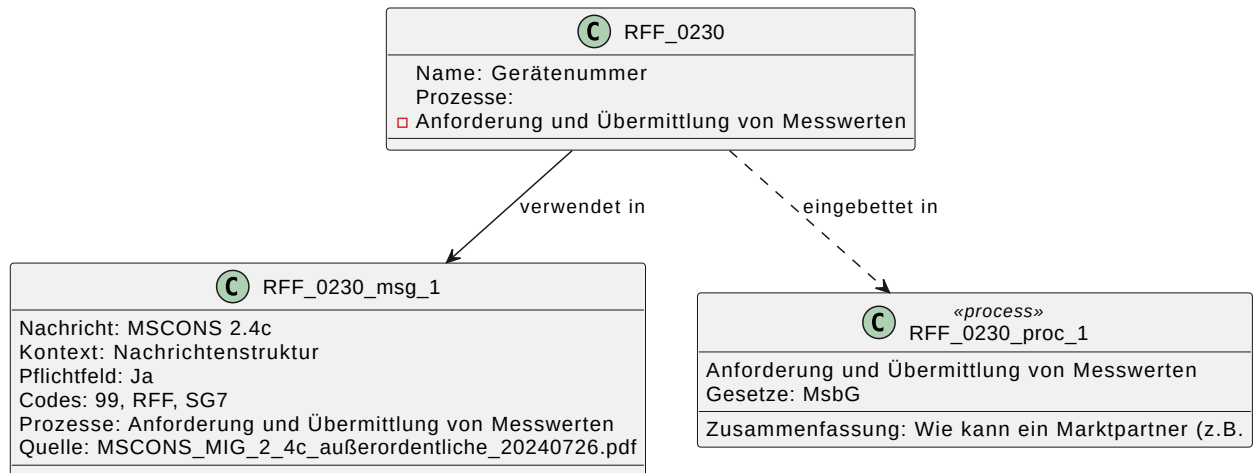 C RFF_0230
Name: Gerätenummer
Prozesse:
Anforderung und Übermittlung von Messwerten
verwendet in
eingebettet in
C RFF_0230_msg_1
Nachricht: MSCONS 2.4c
Kontext: Nachrichtenstruktur
Pflichtfeld: Ja
Codes: 99, RFF, SG7
Prozesse: Anforderung und Übermittlung von Messwerten
Quelle: MSCONS_MIG_2_4c_außerordentliche_20240726.pdf
C «process»
RFF_0230_proc_1
Anforderung und Übermittlung von Messwerten
Gesetze: MsbG
Zusammenfassung: Wie kann ein Marktpartner (z.B.